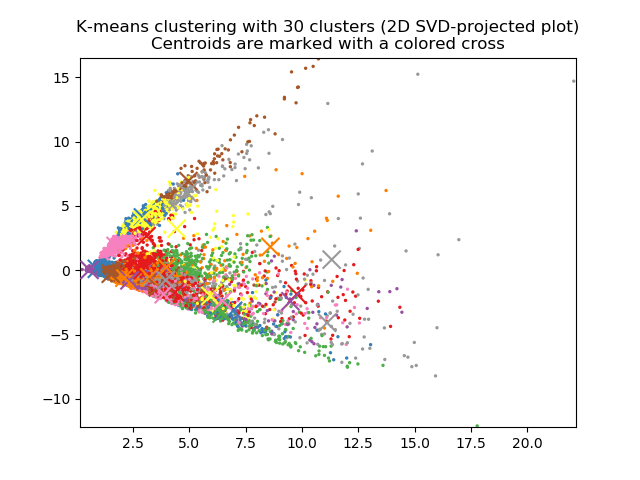 K-means clustering with 30 clusters (2D SVD-projected plot)
Centroids are marked with a colored cross
15
10
5
0
−5
−10
2.5 5.0 7.5 10.0 12.5 15.0 17.5 20.0